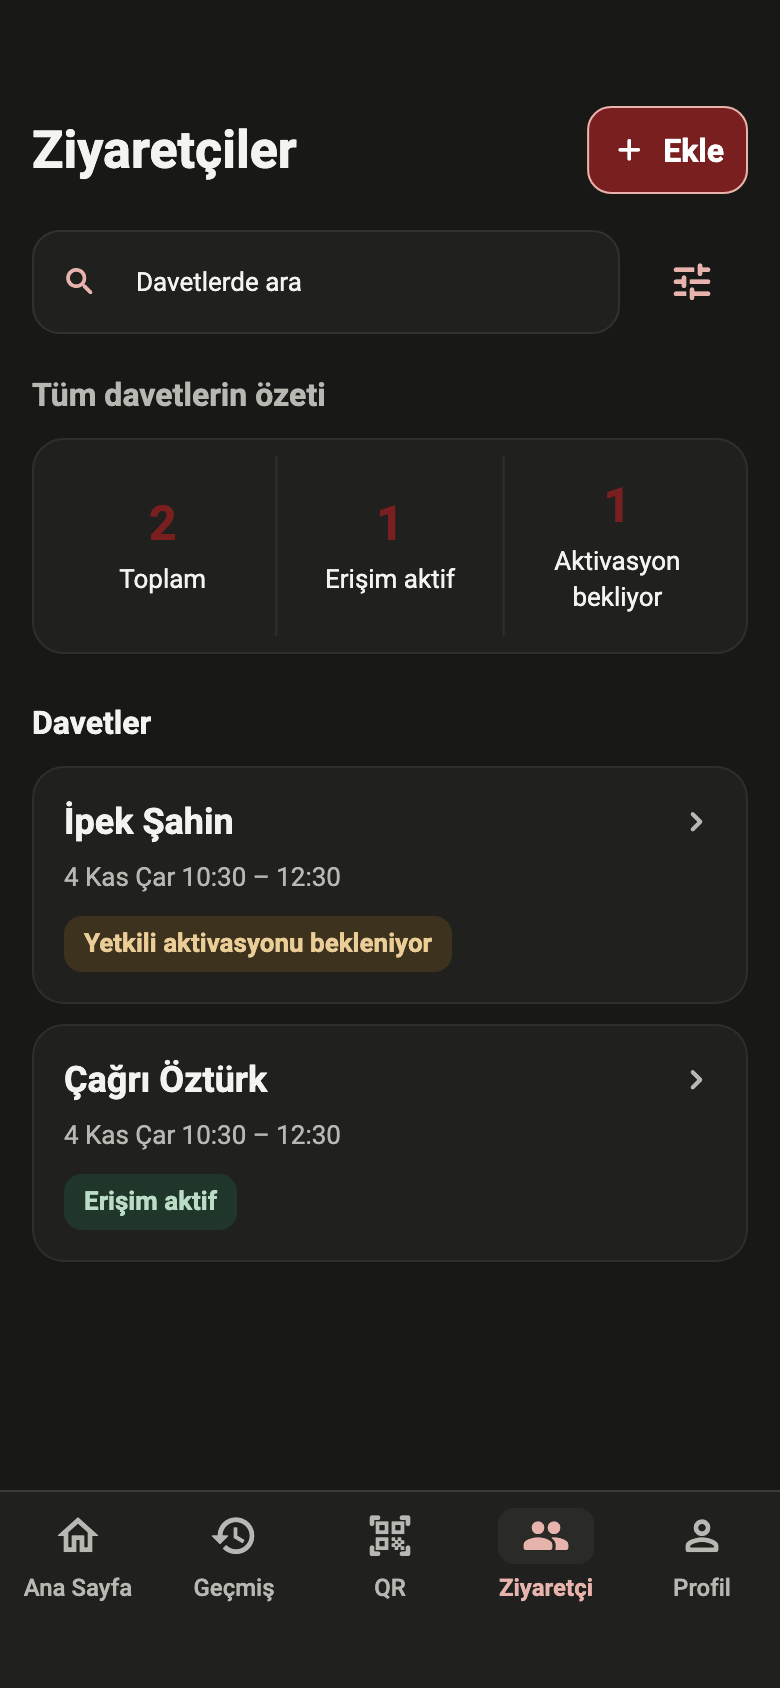 Ziyaretçiler
+ Ekle
Davetlerde ara
Tüm davetlerin özeti
2
Toplam
1
Erişim aktif
1
Aktivasyon
bekliyor
Davetler
İpek Şahin
4 Kas Çar 10:30 – 12:30
Yetkili aktivasyonu bekleniyor
Çağrı Öztürk
4 Kas Çar 10:30 – 12:30
Erişim aktif
Ana Sayfa
Geçmiş
QR
Ziyaretçi
Profil